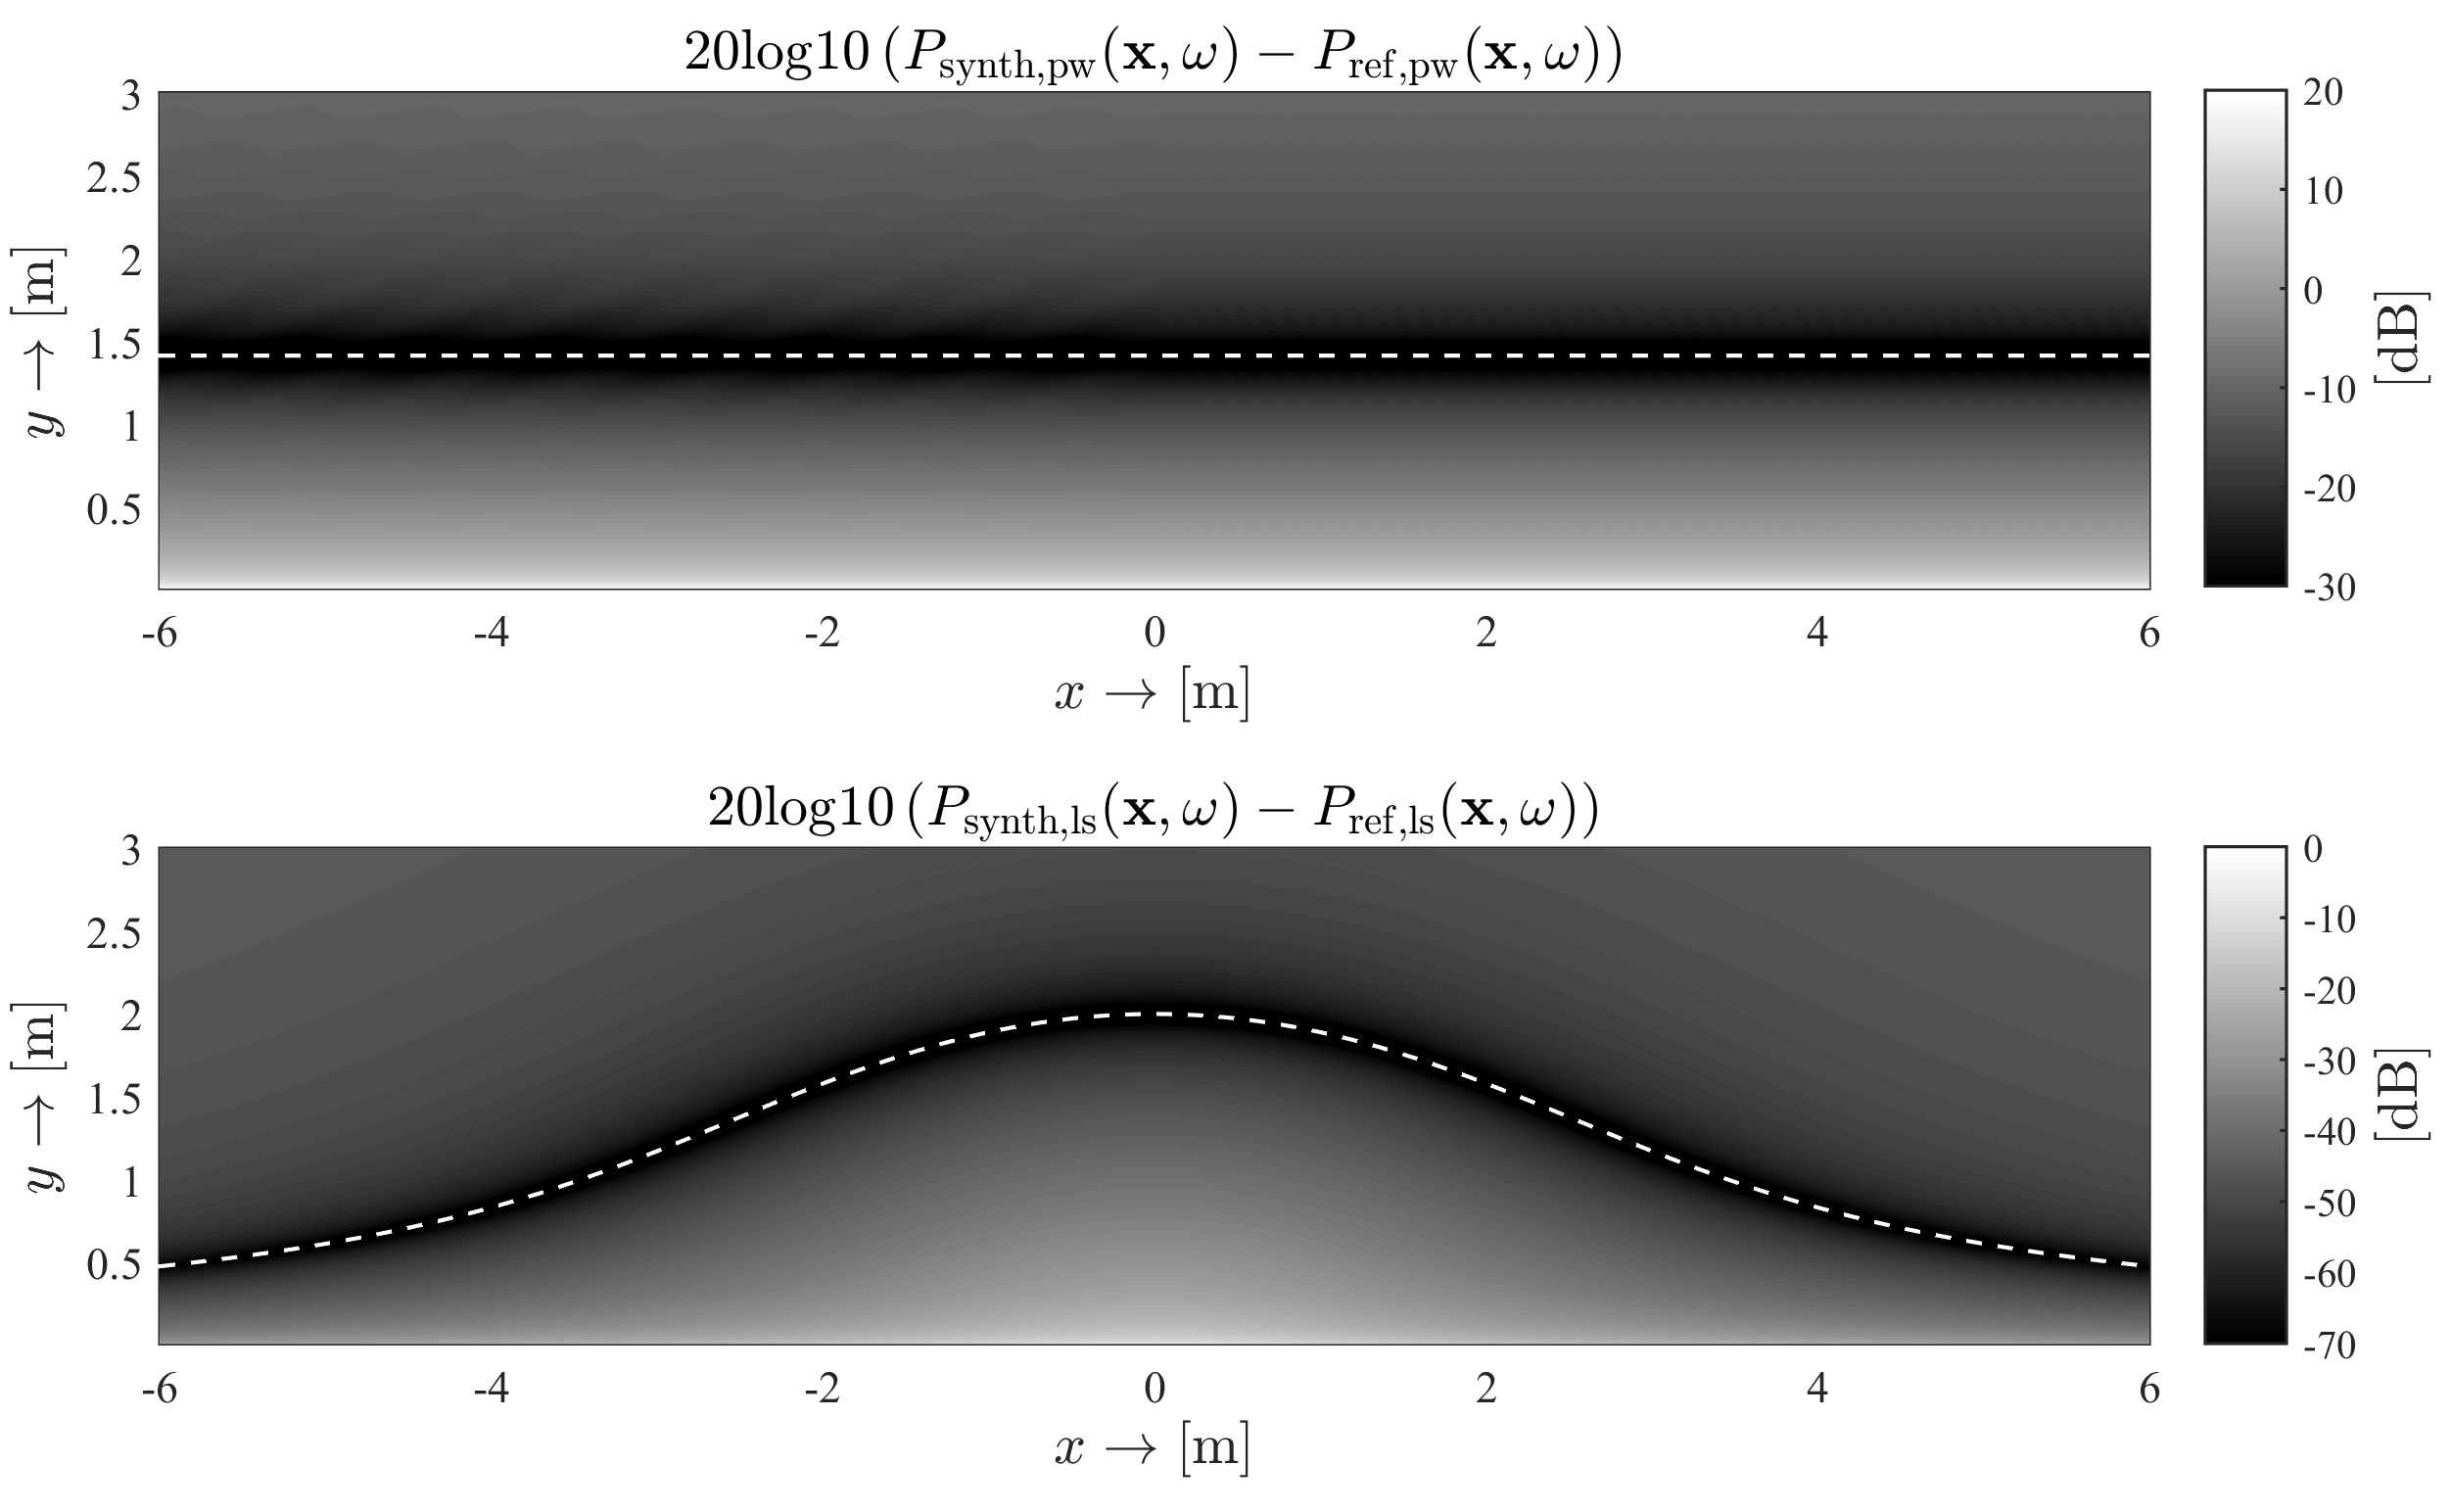 20log10 (P_synth,pw(x, ω) − P_ref,pw(x, ω))
3
2.5
2
1.5
1
0.5
y → [m]
-6 -4 -2 0 2 4 6
x → [m]
20
10
0
-10
-20
-30
[dB]
20log10 (P_synth,ls(x, ω) − P_ref,ls(x, ω))
3
2.5
2
1.5
1
0.5
y → [m]
-6 -4 -2 0 2 4 6
x → [m]
0
-10
-20
-30
-40
-50
-60
-70
[dB]